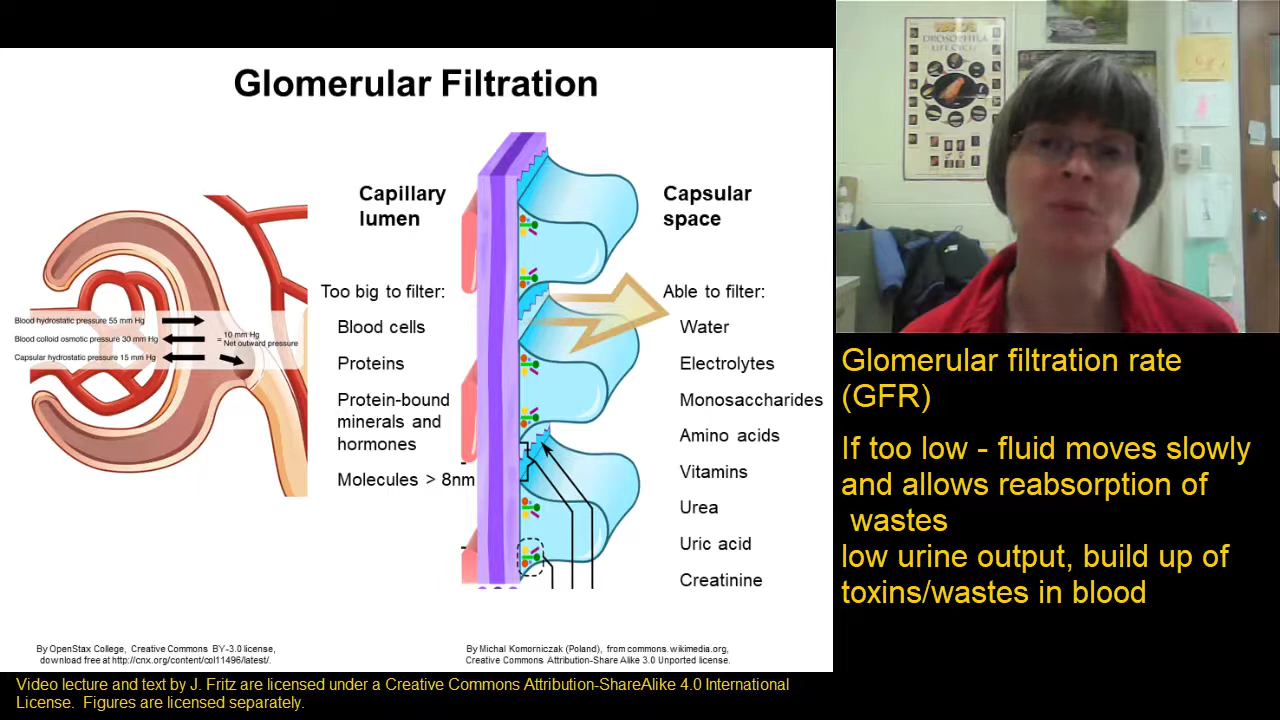 Glomerular Filtration
Capillary
lumen
Capsular
space
Blood hydrostatic pressure 55 mm Hg
Blood colloid osmotic pressure 30 mm Hg
Capsular hydrostatic pressure 15 mm Hg
= 10 mm Hg
Net outward pressure
Too big to filter:
Blood cells
Proteins
Protein-bound
minerals and
hormones
Molecules > 8nm
Able to filter:
Water
Electrolytes
Monosaccharides
Amino acids
Vitamins
Urea
Uric acid
Creatinine
By OpenStax College, Creative Commons BY-3.0 license,
download free at http://cnx.org/content/col11496/latest/.
By Michal Komorniczak (Poland), from commons.wikimedia.org,
Creative Commons Attribution-Share Alike 3.0 Unported license.
DROSOPHILA
LIFE CYCLE
Glomerular filtration rate
(GFR)
If too low - fluid moves slowly
and allows reabsorption of
wastes
low urine output, build up of
toxins/wastes in blood
Video lecture and text by J. Fritz are licensed under a Creative Commons Attribution-ShareAlike 4.0 International
License. Figures are licensed separately.